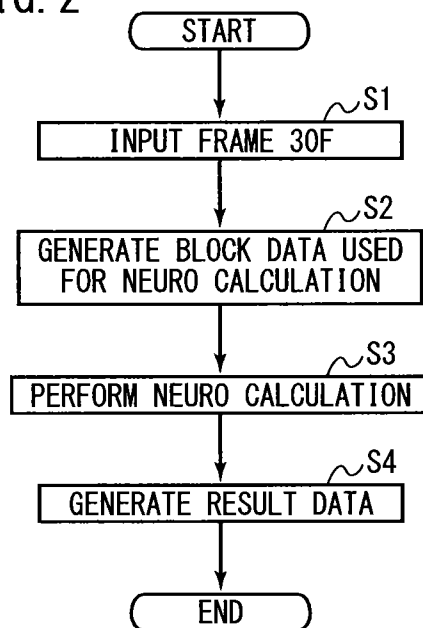 START
S1
INPUT FRAME 30F
S2
GENERATE BLOCK DATA USED
FOR NEURO CALCULATION
S3
PERFORM NEURO CALCULATION
S4
GENERATE RESULT DATA
END